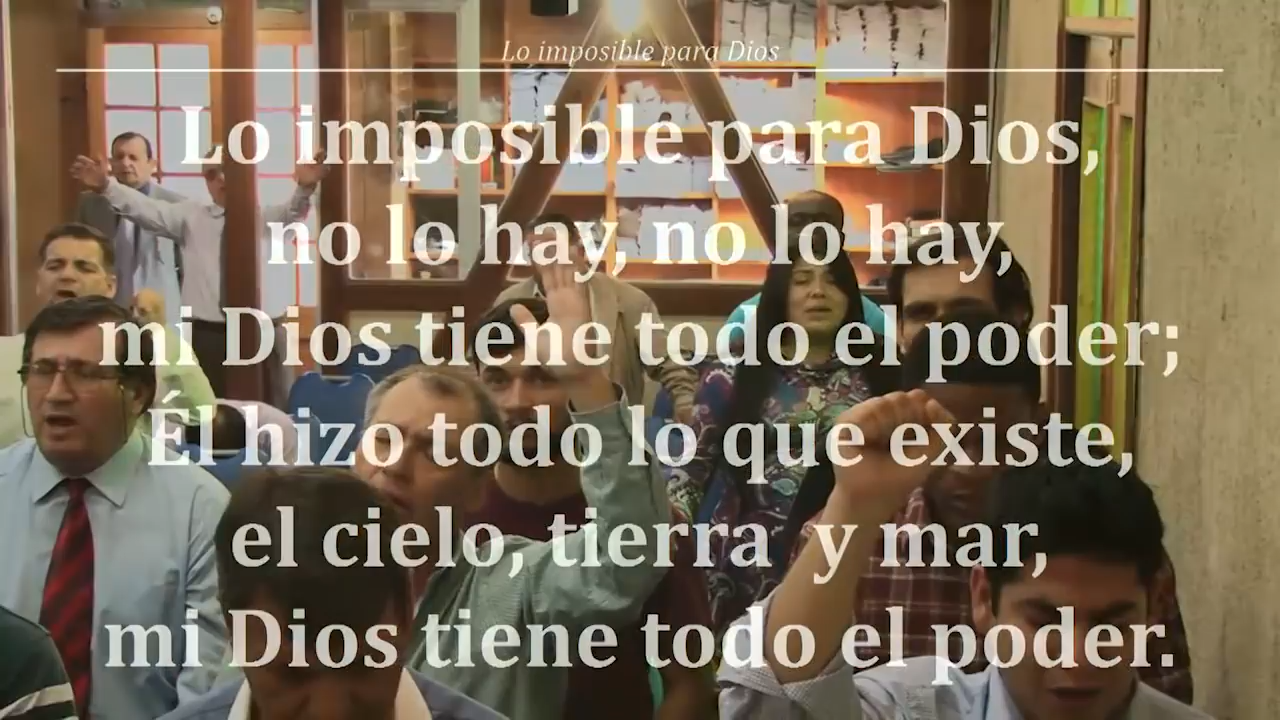 Lo imposible para Dios
Lo imposible para Dios,
no lo hay, no lo hay,
mi Dios tiene todo el poder;
Él hizo todo lo que existe,
el cielo, tierra y mar,
mi Dios tiene todo el poder.